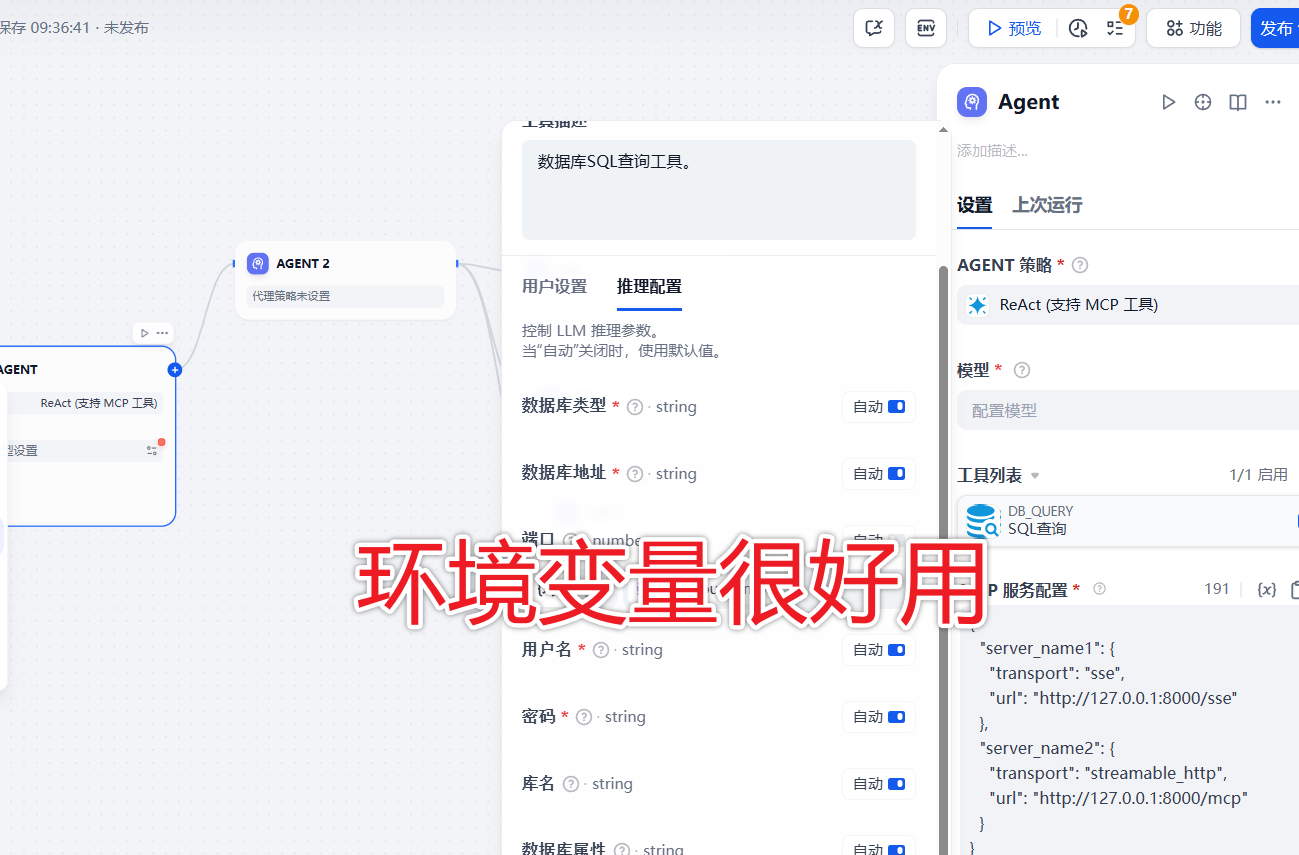 保存 09:36:41 · 未发布
ENV
预览
7
功能
发布
AGENT 2
代理策略未设置
AGENT
ReAct (支持 MCP 工具)
型设置
工具描述
数据库SQL查询工具。
用户设置
推理配置
控制 LLM 推理参数。
当“自动”关闭时，使用默认值。
数据库类型 * · string
自动
数据库地址 * · string
自动
端口
number
自动
环境变量很好用
用户名 * · string
自动
密码 * · string
自动
库名 · string
自动
数据库属性 · string
自动
Agent
添加描述...
设置
上次运行
AGENT 策略 *
ReAct (支持 MCP 工具)
模型 *
配置模型
工具列表
1/1 启用
DB_QUERY
SQL查询
P 服务配置 *
191
{x}
{
"server_name1": {
"transport": "sse",
"url": "http://127.0.0.1:8000/sse"
},
"server_name2": {
"transport": "streamable_http",
"url": "http://127.0.0.1:8000/mcp"
}
}